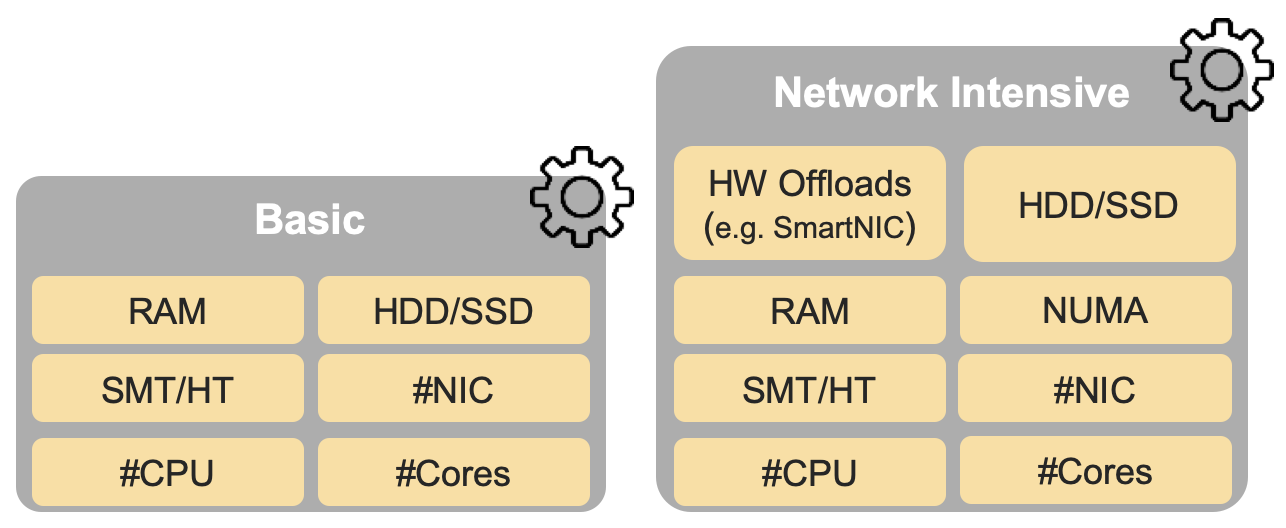 Basic
RAM
HDD/SSD
SMT/HT
#NIC
#CPU
#Cores
Network Intensive
HW Offloads
(e.g. SmartNIC)
HDD/SSD
RAM
NUMA
SMT/HT
#NIC
#CPU
#Cores